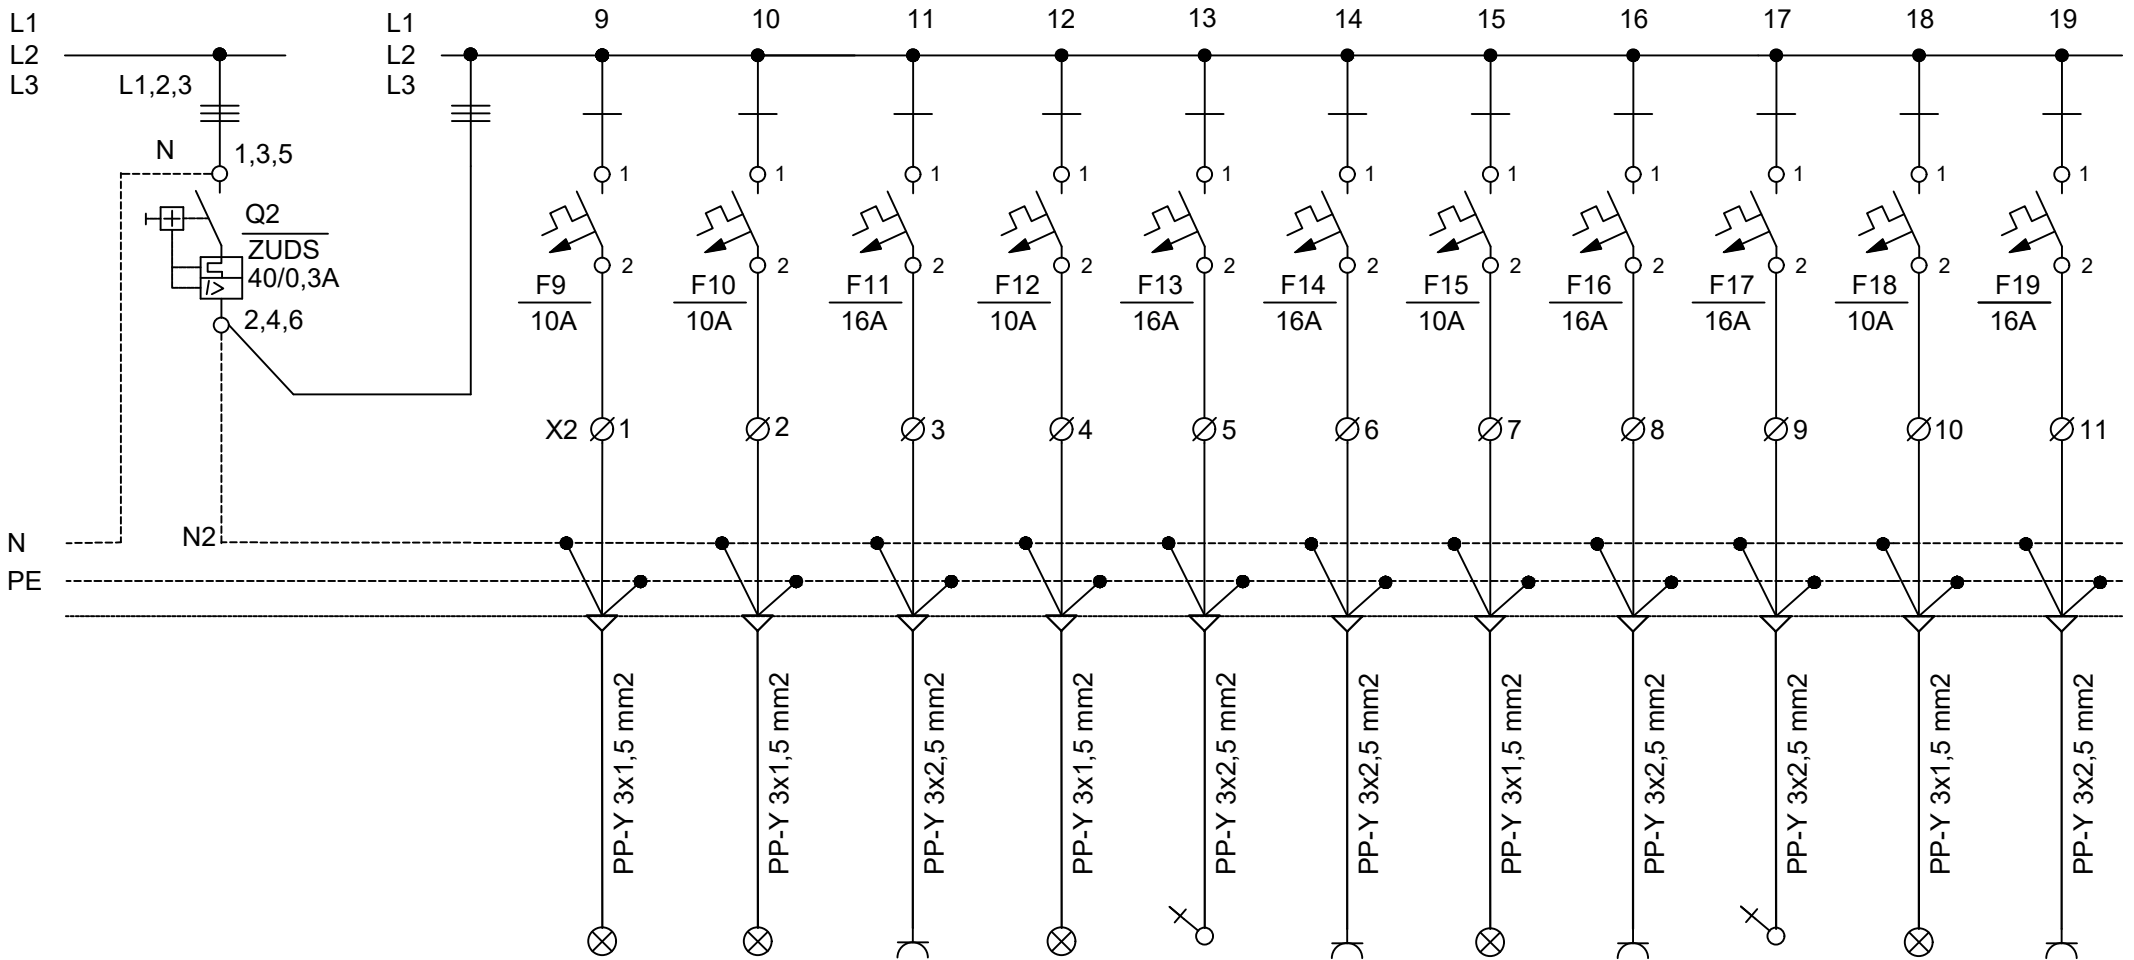 L1 L1 9 10 11 12 13 14 15 16 17 18 19
L2 L2
L3 L1,2,3 L3
N 1,3,5
1 1 1 1 1 1 1 1 1 1 1
Q2
ZUDS
40/0,3A
I>
2 2 2 2 2 2 2 2 2 2 2
F9 F10 F11 F12 F13 F14 F15 F16 F17 F18 F19
10A 10A 16A 10A 16A 16A 10A 16A 16A 10A 16A
2,4,6
X2 1 2 3 4 5 6 7 8 9 10 11
N N2
PE
PP-Y 3x1,5 mm2
PP-Y 3x1,5 mm2
PP-Y 3x2,5 mm2
PP-Y 3x1,5 mm2
PP-Y 3x2,5 mm2
PP-Y 3x2,5 mm2
PP-Y 3x1,5 mm2
PP-Y 3x2,5 mm2
PP-Y 3x2,5 mm2
PP-Y 3x1,5 mm2
PP-Y 3x2,5 mm2